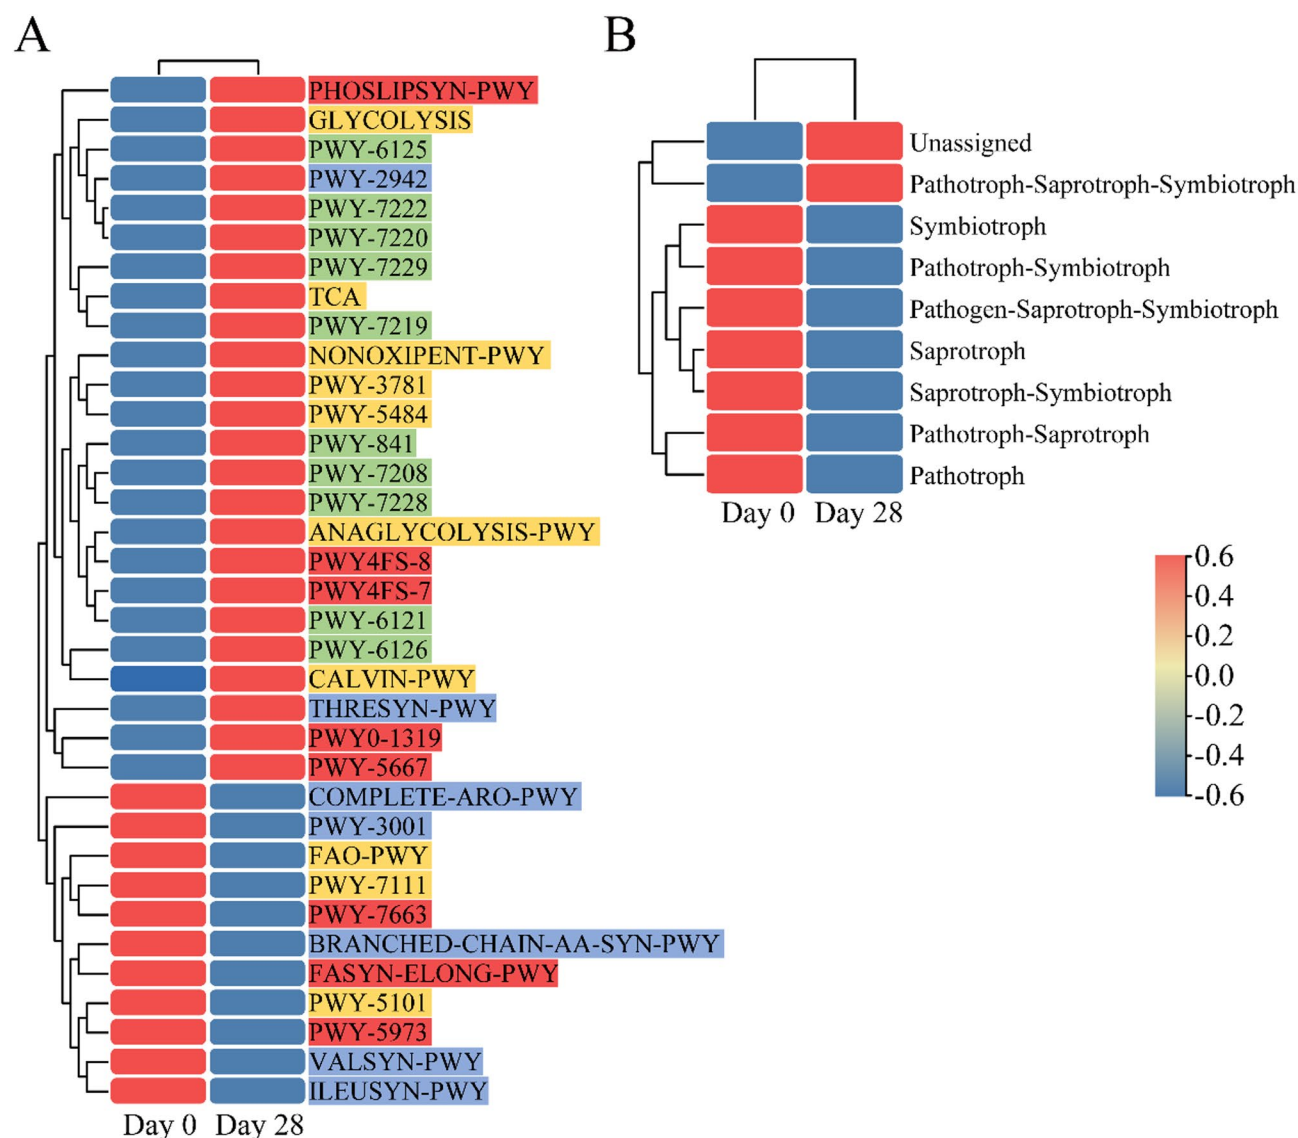 A
PHOSLIPSYN-PWY
GLYCOLYSIS
PWY-6125
PWY-2942
PWY-7222
PWY-7220
PWY-7229
TCA
PWY-7219
NONOXIPENT-PWY
PWY-3781
PWY-5484
PWY-841
PWY-7208
PWY-7228
ANAGLYCOLYSIS-PWY
PWY4FS-8
PWY4FS-7
PWY-6121
PWY-6126
CALVIN-PWY
THRESYN-PWY
PWY0-1319
PWY-5667
COMPLETE-ARO-PWY
PWY-3001
FAO-PWY
PWY-7111
PWY-7663
BRANCHED-CHAIN-AA-SYN-PWY
FASYN-ELONG-PWY
PWY-5101
PWY-5973
VALSYN-PWY
ILEUSYN-PWY
Day 0 Day 28
B
Unassigned
Pathotroph-Saprotroph-Symbiotroph
Symbiotroph
Pathotroph-Symbiotroph
Pathogen-Saprotroph-Symbiotroph
Saprotroph
Saprotroph-Symbiotroph
Pathotroph-Saprotroph
Pathotroph
Day 0 Day 28
0.6
0.4
0.2
0.0
-0.2
-0.4
-0.6